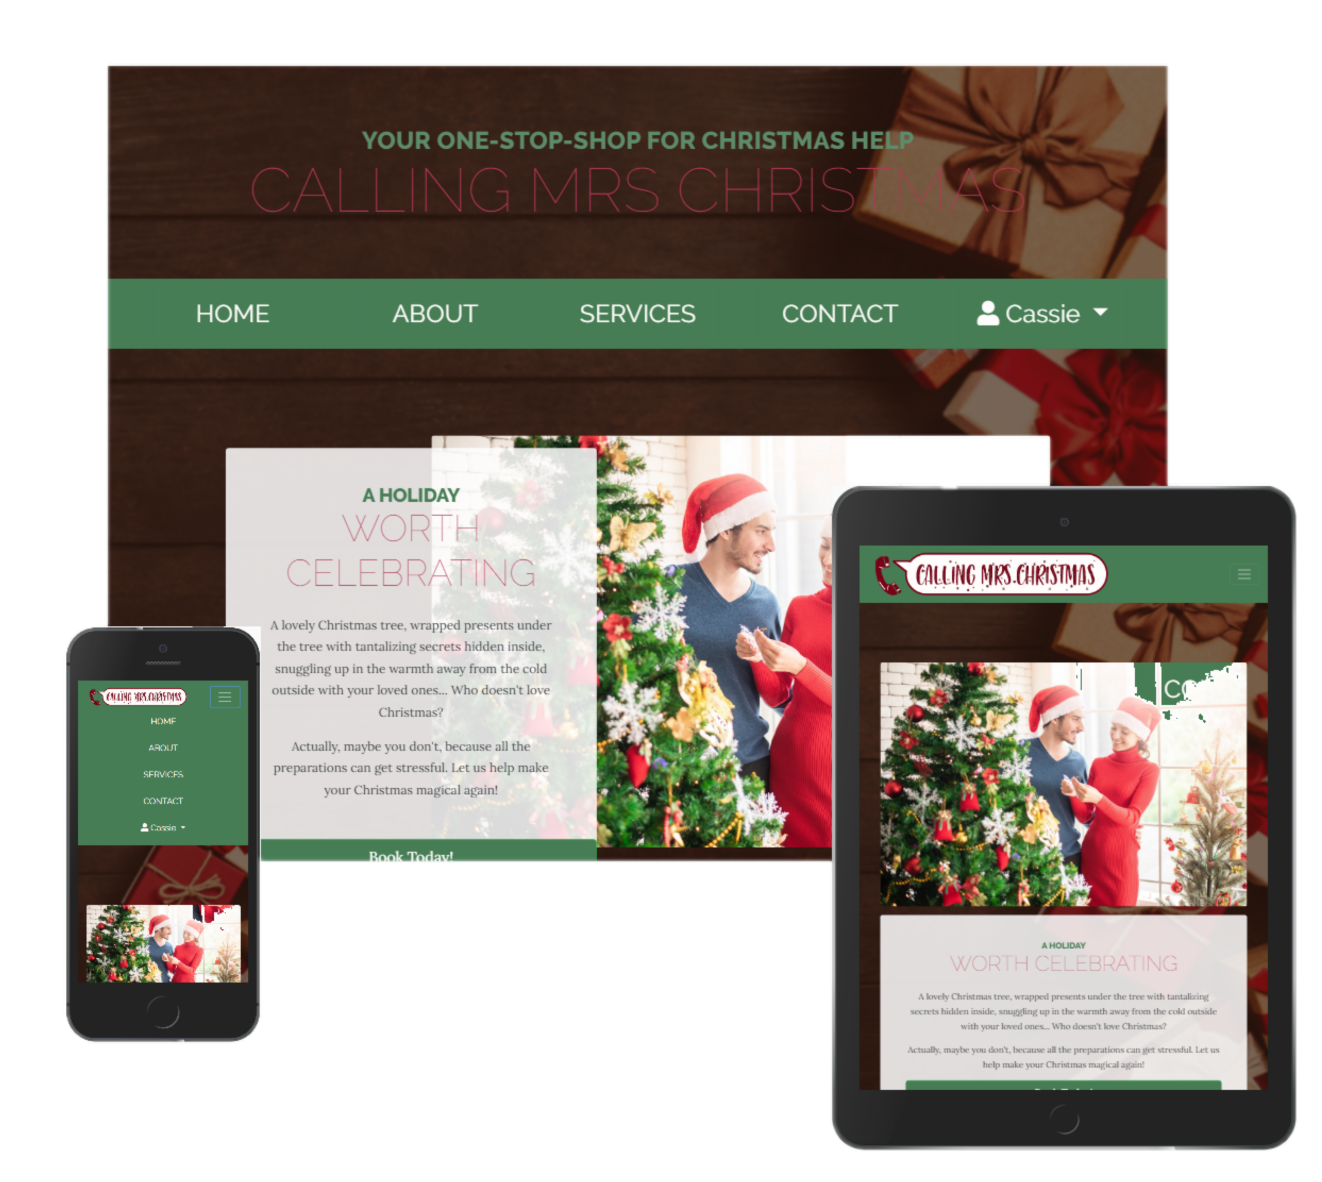 YOUR ONE-STOP-SHOP FOR CHRISTMAS HELP
CALLING MRS CHRISTMAS
HOME ABOUT SERVICES CONTACT Cassie
A HOLIDAY
WORTH
CELEBRATING
A lovely Christmas tree, wrapped presents under
the tree with tantalizing secrets hidden inside,
snuggling up in the warmth away from the cold
outside with your loved ones... Who doesn't love
Christmas?
Actually, maybe you don't, because all the
preparations can get stressful. Let us help make
your Christmas magical again!
Book Today!
CALLING MRS.CHRISTMAS
HOME
ABOUT
SERVICES
CONTACT
Cassie
CALLING MRS.CHRISTMAS
A HOLIDAY
WORTH CELEBRATING
A lovely Christmas tree, wrapped presents under the tree with tantalizing
secrets hidden inside, snuggling up in the warmth away from the cold outside
with your loved ones... Who doesn't love Christmas?
Actually, maybe you don't, because all the preparations can get stressful. Let us
help make your Christmas magical again!